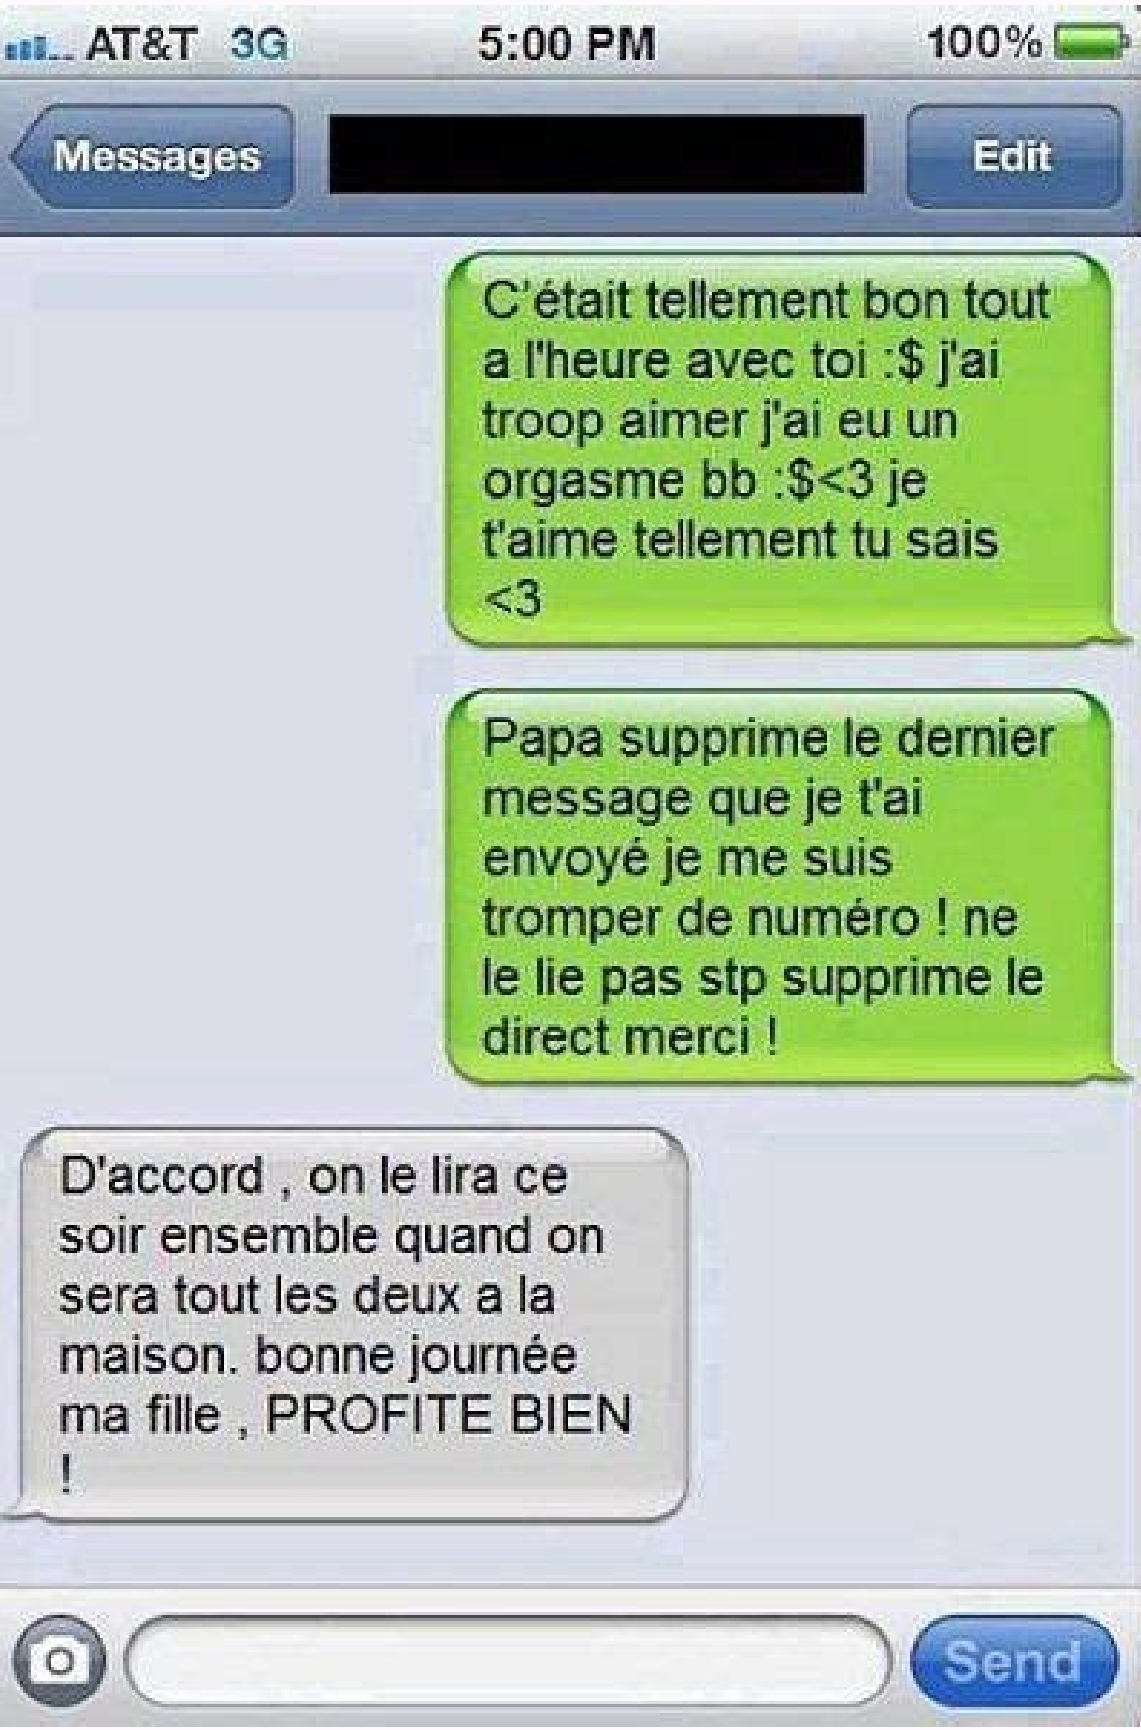 AT&T 3G 5:00 PM 100%
Messages Edit
C'était tellement bon tout
a l'heure avec toi :$ j'ai
troop aimer j'ai eu un
orgasme bb :$<3 je
t'aime tellement tu sais
<3
Papa supprime le dernier
message que je t'ai
envoyé je me suis
tromper de numéro ! ne
le lie pas stp supprime le
direct merci !
D'accord , on le lira ce
soir ensemble quand on
sera tout les deux a la
maison. bonne journée
ma fille , PROFITE BIEN
!
Send